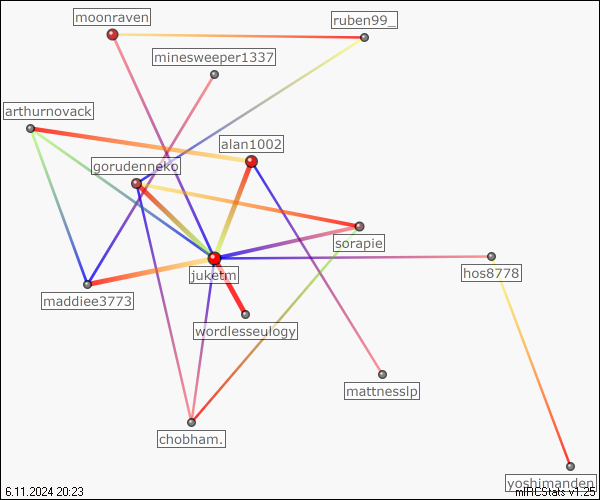 moonraven
ruben99_
minesweeper1337
arthurnovack
alan1002
gorudenneko
sorapie
juketm
hos8778
maddiee3773
wordlesseulogy
mattnesslp
chobham.
yoshimanden
6.11.2024 20:23
mIRCStats v1.25